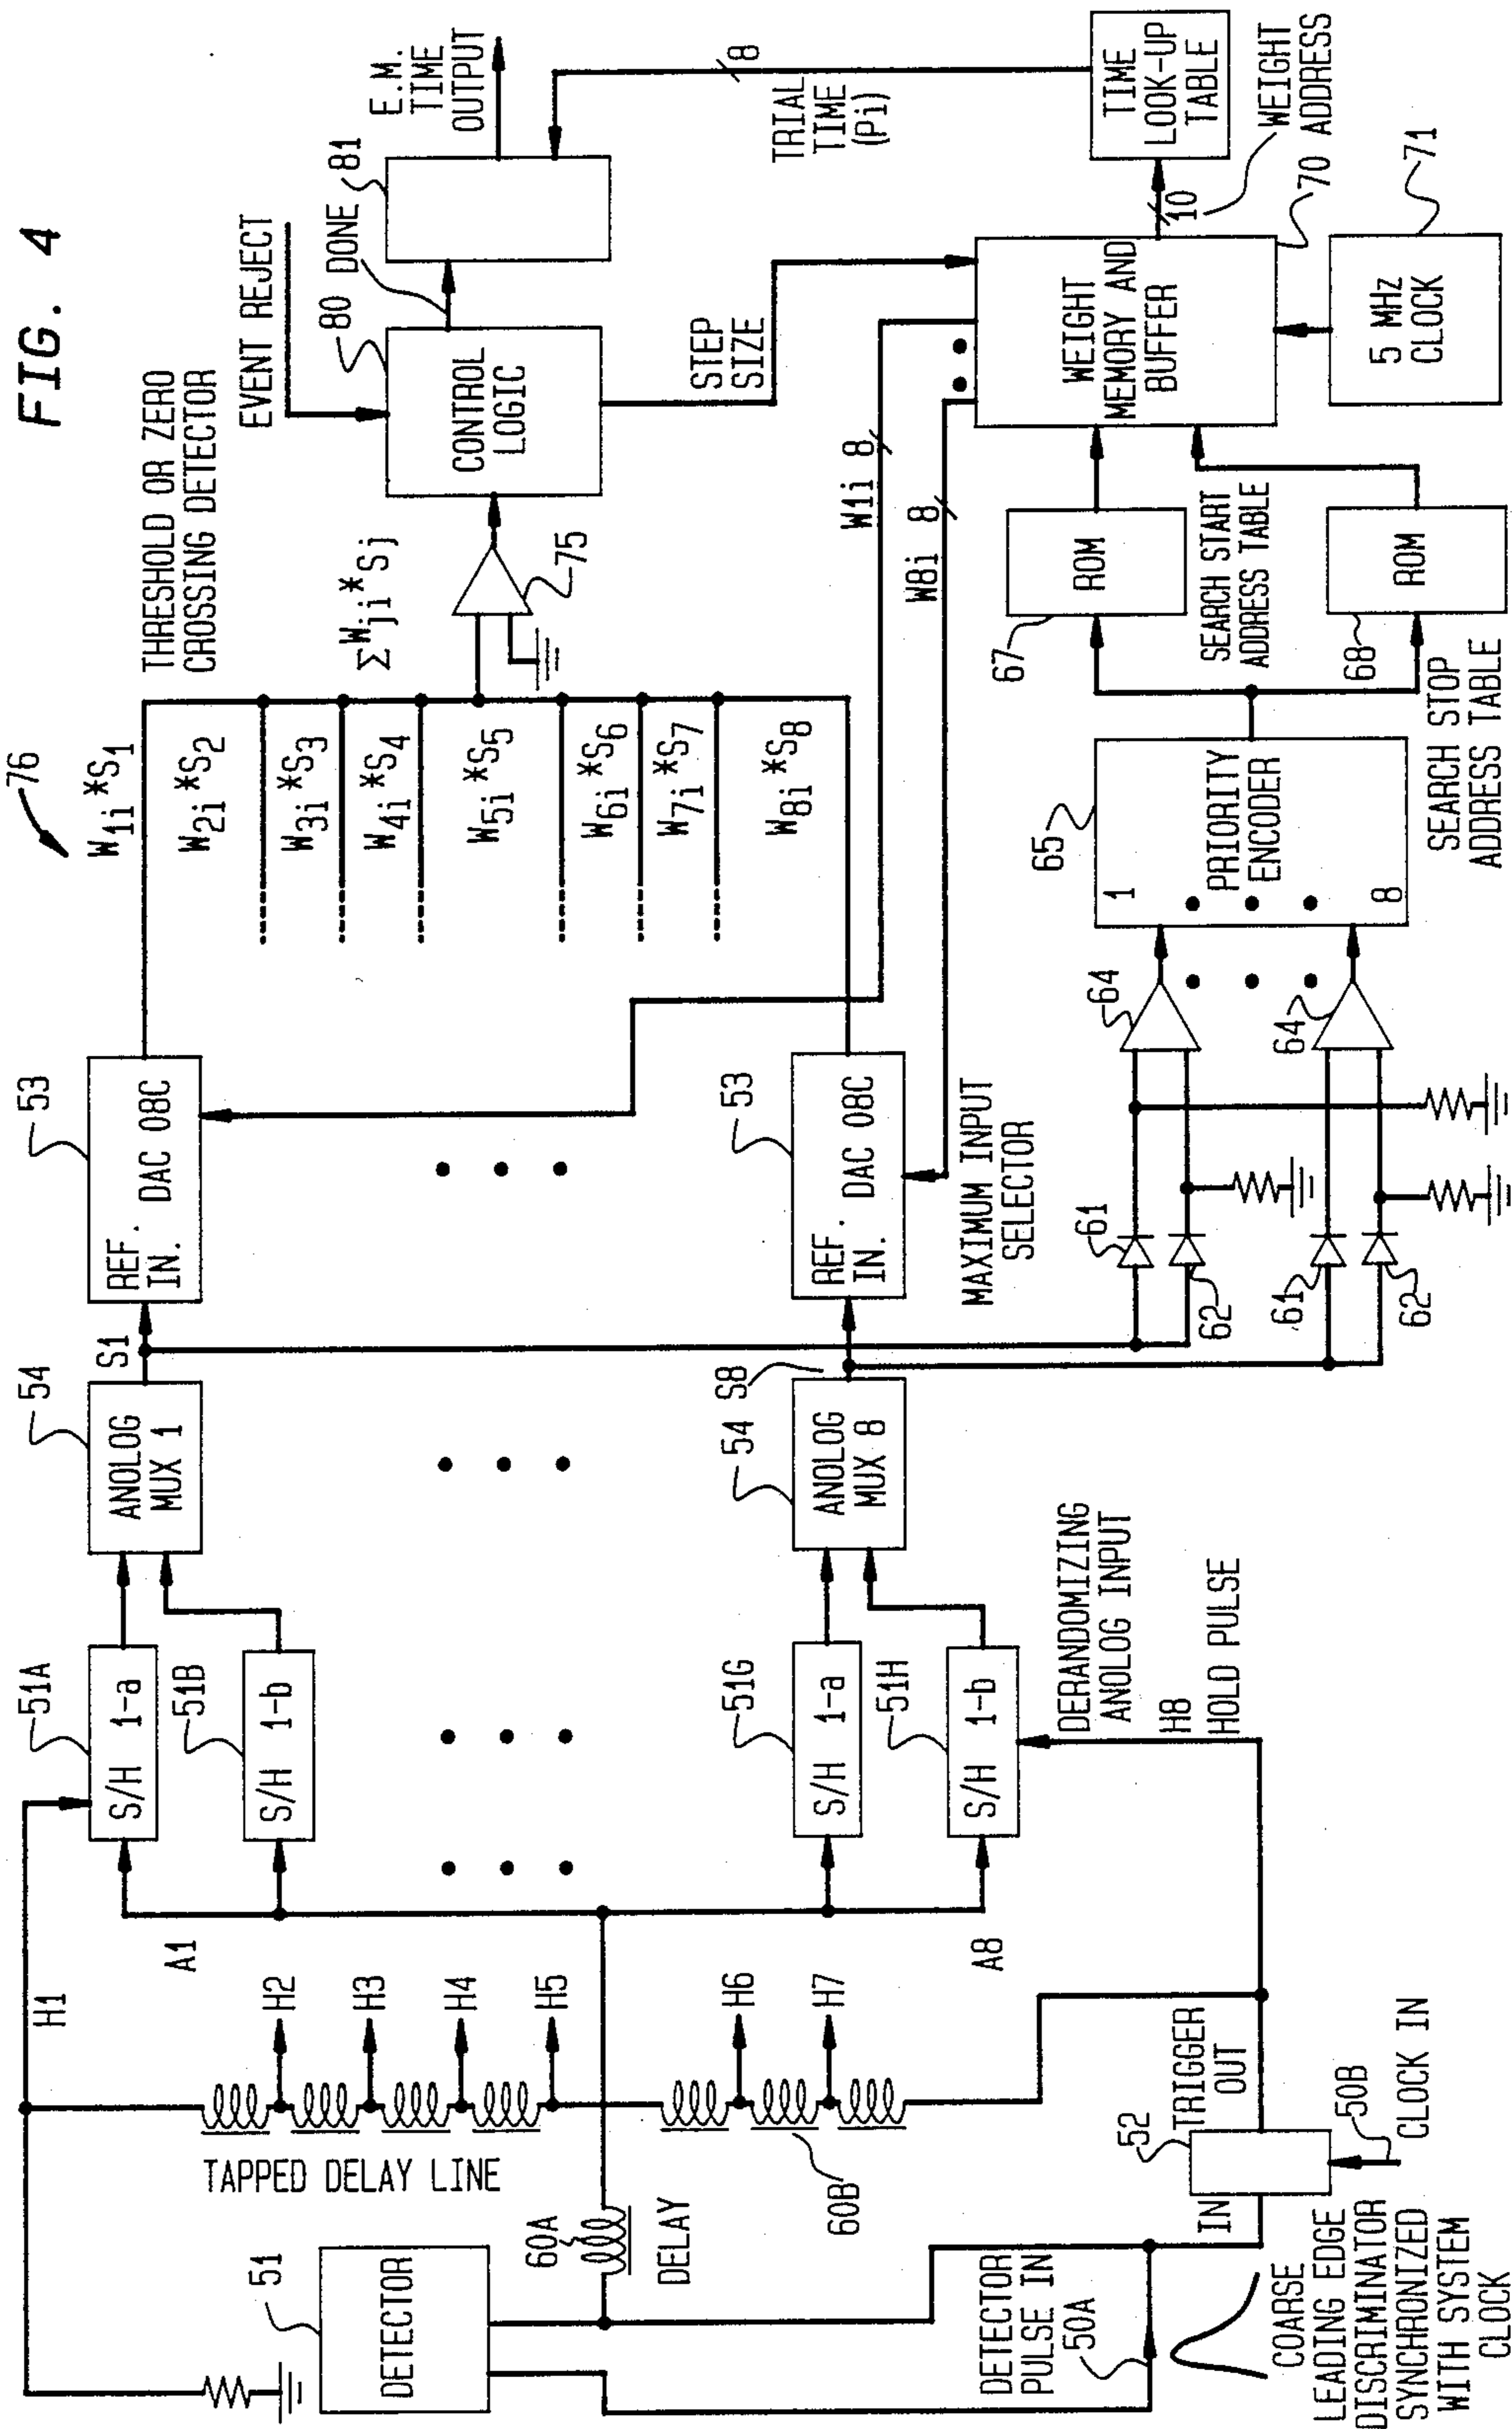 FIG. 4
H1
A1
51A
S/H 1-a
51B
S/H 1-b
54
ANOLOG
MUX 1
S1
53
REF.
IN.
DAC 08C
76
W1i*S1
W2i*S2
W3i*S3
W4i*S4
W5i*S5
W6i*S6
W7i*S7
W8i*S8
THRESHOLD OR ZERO
CROSSING DETECTOR
ΣWji*Sj
75
EVENT REJECT
80
DONE
CONTROL
LOGIC
81
E.M.
TIME
OUTPUT
STEP
SIZE
TRIAL
TIME
(Pi)
8
51
DETECTOR
TAPPED DELAY LINE
H2
H3
H4
H5
H6
H7
60A
DELAY
60B
A8
51G
S/H 1-a
51H
S/H 1-b
54
ANOLOG
MUX 8
S8
53
REF.
IN.
DAC 08C
W1i
8
W8i
8
WEIGHT
MEMORY AND
BUFFER
10
TIME
LOOK-UP
TABLE
WEIGHT
ADDRESS
70
5 MHz
CLOCK
71
DETECTOR
PULSE IN
50A
IN
52
TRIGGER
OUT
50B
CLOCK IN
COARSE
LEADING EDGE
DISCRIMINATOR
SYNCHRONIZED
WITH SYSTEM
CLOCK
DERANDOMIZING
ANOLOG INPUT
H8
HOLD PULSE
MAXIMUM INPUT
SELECTOR
61
62
61
62
64
64
65
1
PRIORITY
ENCODER
8
67
ROM
SEARCH START
ADDRESS TABLE
68
ROM
SEARCH STOP
ADDRESS TABLE